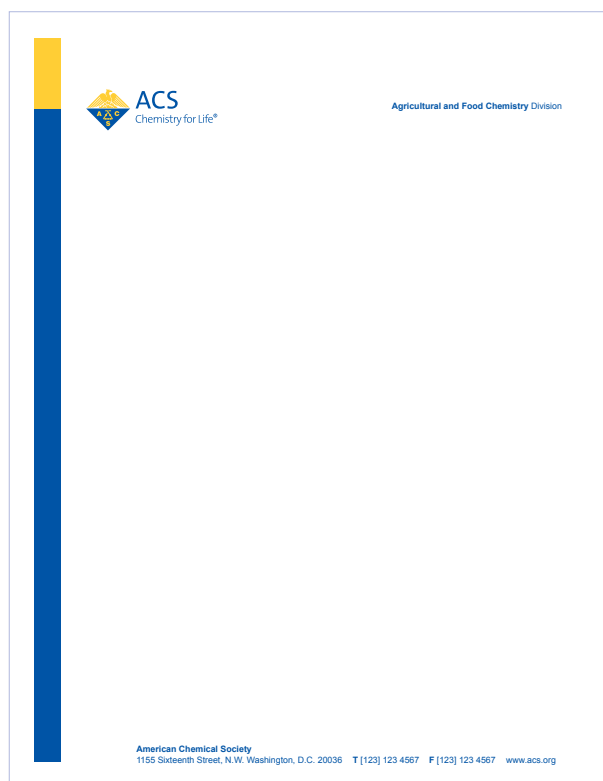 ACS
Chemistry for Life®
A C
S
Agricultural and Food Chemistry Division
American Chemical Society
1155 Sixteenth Street, N.W. Washington, D.C. 20036 T [123] 123 4567 F [123] 123 4567 www.acs.org